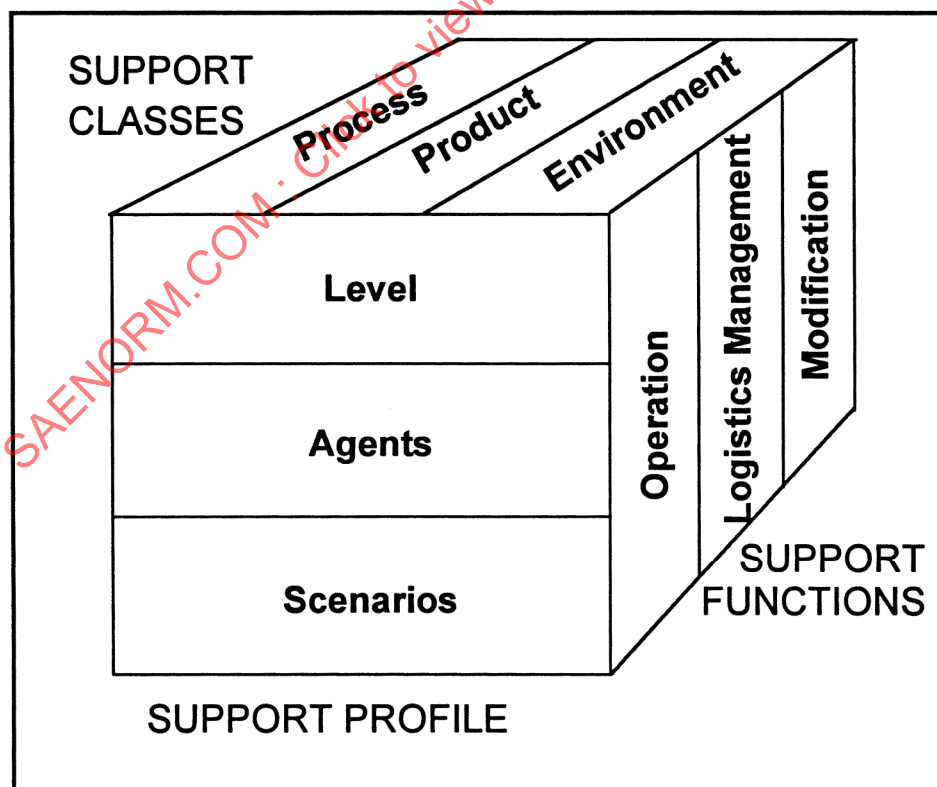 SUPPORT
CLASSES
Process
Product
Environment
Level
Agents
Scenarios
Operation
Logistics Management
Modification
SUPPORT
FUNCTIONS
SUPPORT PROFILE
SAENORM.COM : Click to view